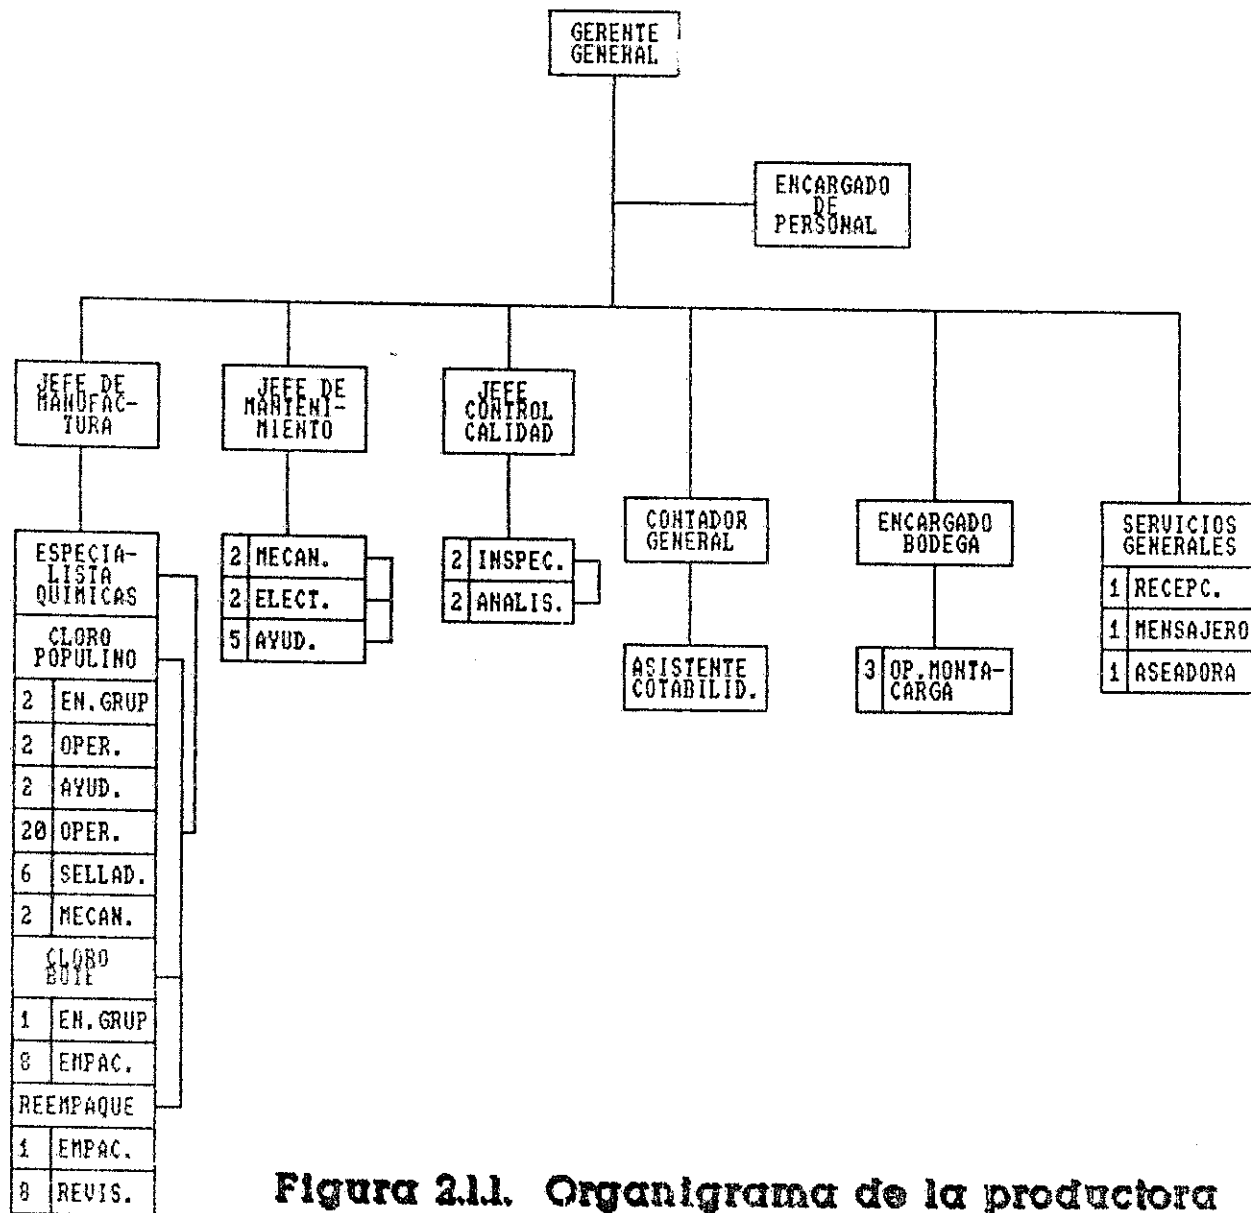 GERENTE
GENERAL
ENCARGADO
DE
PERSONAL
JEFE DE
MANUFAC-
TURA
JEFE DE
MANTENI-
MIENTO
JEFE
CONTROL
CALIDAD
CONTADOR
GENERAL
ENCARGADO
BODEGA
SERVICIOS
GENERALES
1 RECEPC.
1 MENSAJERO
1 ASEADORA
ESPECIA-
LISTA
QUIMICAS
CLORO
POPULINO
2 EN.GRUP
2 OPER.
2 AYUD.
20 OPER.
6 SELLAD.
2 MECAN.
CLORO
1 EN.GRUP
8 EMPAC.
REEMPAQUE
1 EMPAC.
8 REVIS.
2 MECAN.
2 ELECT.
5 AYUD.
2 INSPEC.
2 ANALIS.
ASISTENTE
COTABILID.
3 OP.MONTA-
CARGA
Figura 2.1.1. Organigrama de la productora